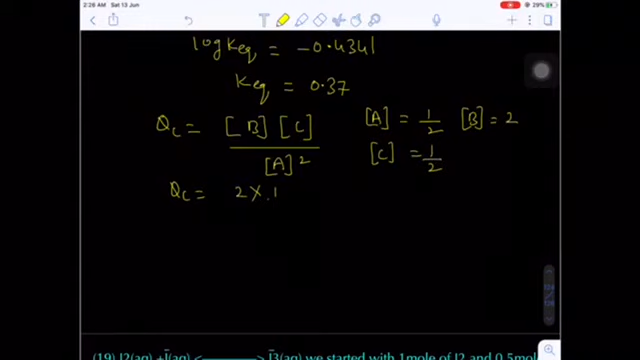 2:26 AM Sat 13 Jun
29%
log Keq = -0.4341
Keq = 0.37
Qc = [B] [C] / [A]² [A] = 1/2 [B] = 2
[C] = 1/2
Qc = 2 × 1
(19) I2(aq) + I̅(aq) <————> I̅3(aq) we started with 1mole of I2 and 0.5mol